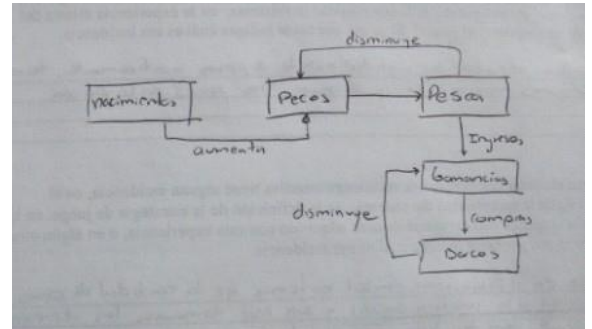 disminuye
nacimientos
Peces
Pesca
aumenta
Ingresos
Ganancias
disminuye
compras
Barcos